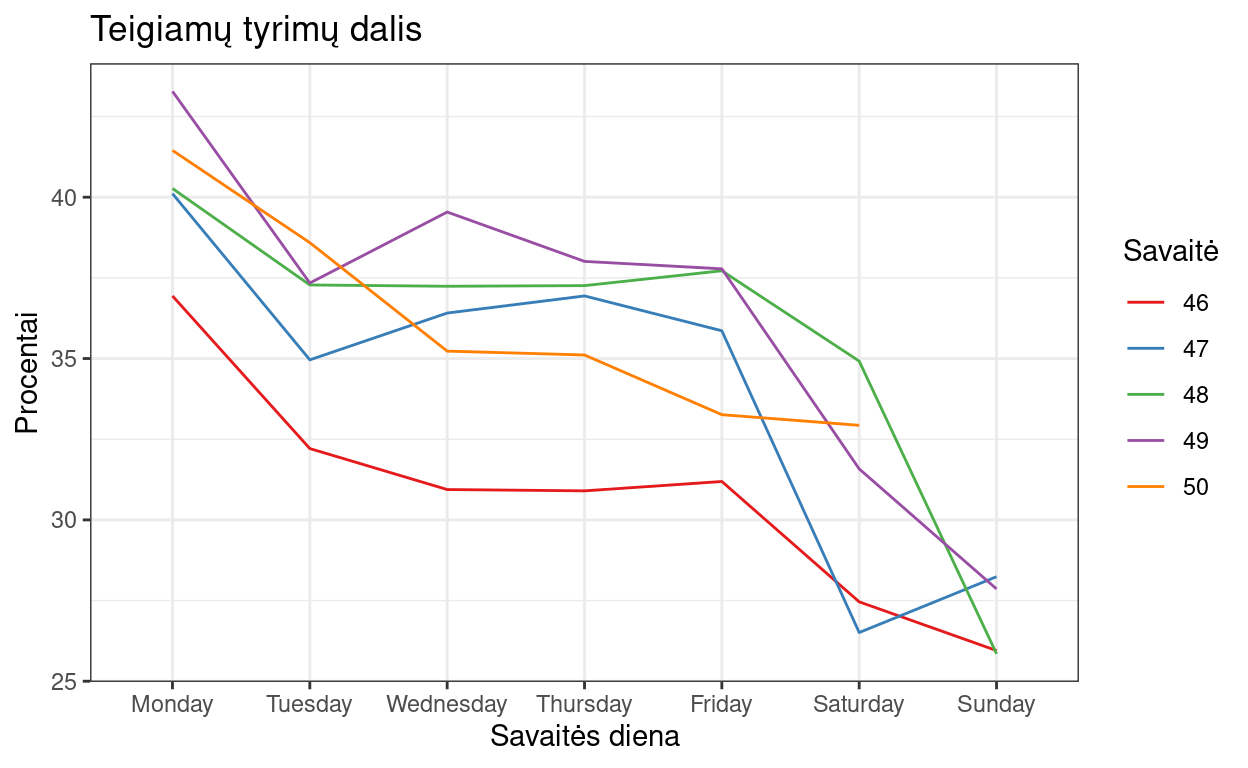 Teigiamų tyrimų dalis
Procentai
40
35
30
25
Monday Tuesday Wednesday Thursday Friday Saturday Sunday
Savaitės diena
Savaitė
46
47
48
49
50